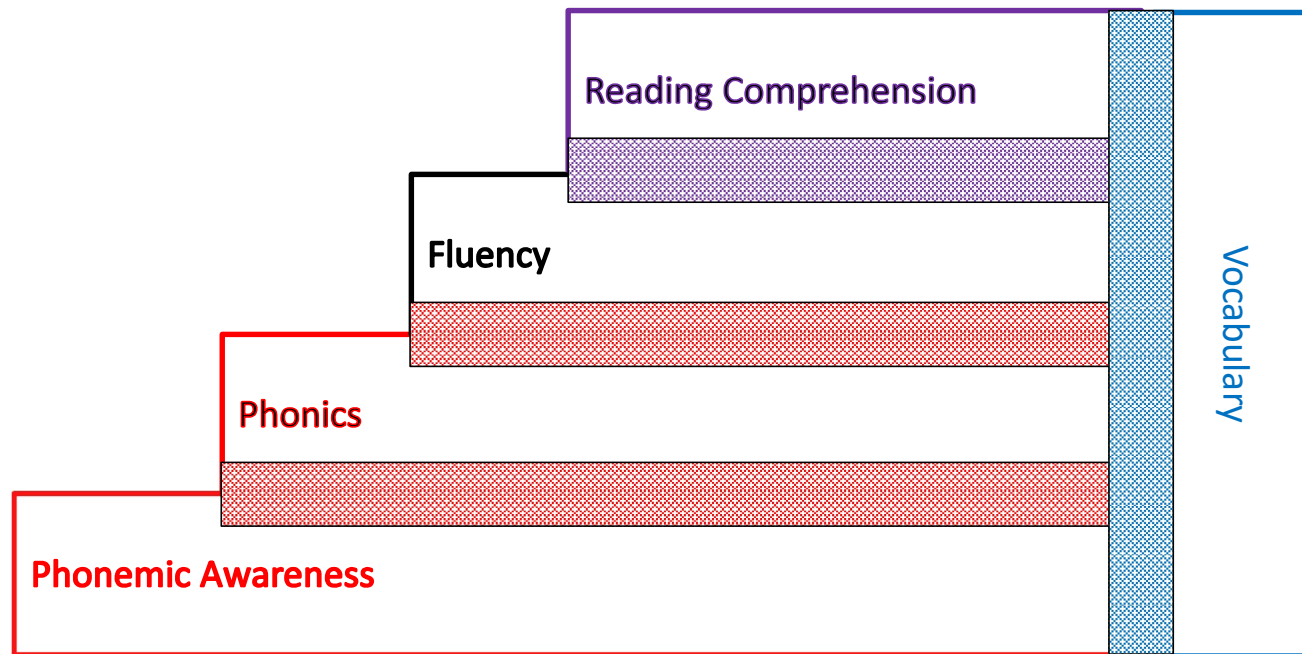 Reading Comprehension
Fluency
Vocabulary
Phonics
Phonemic Awareness